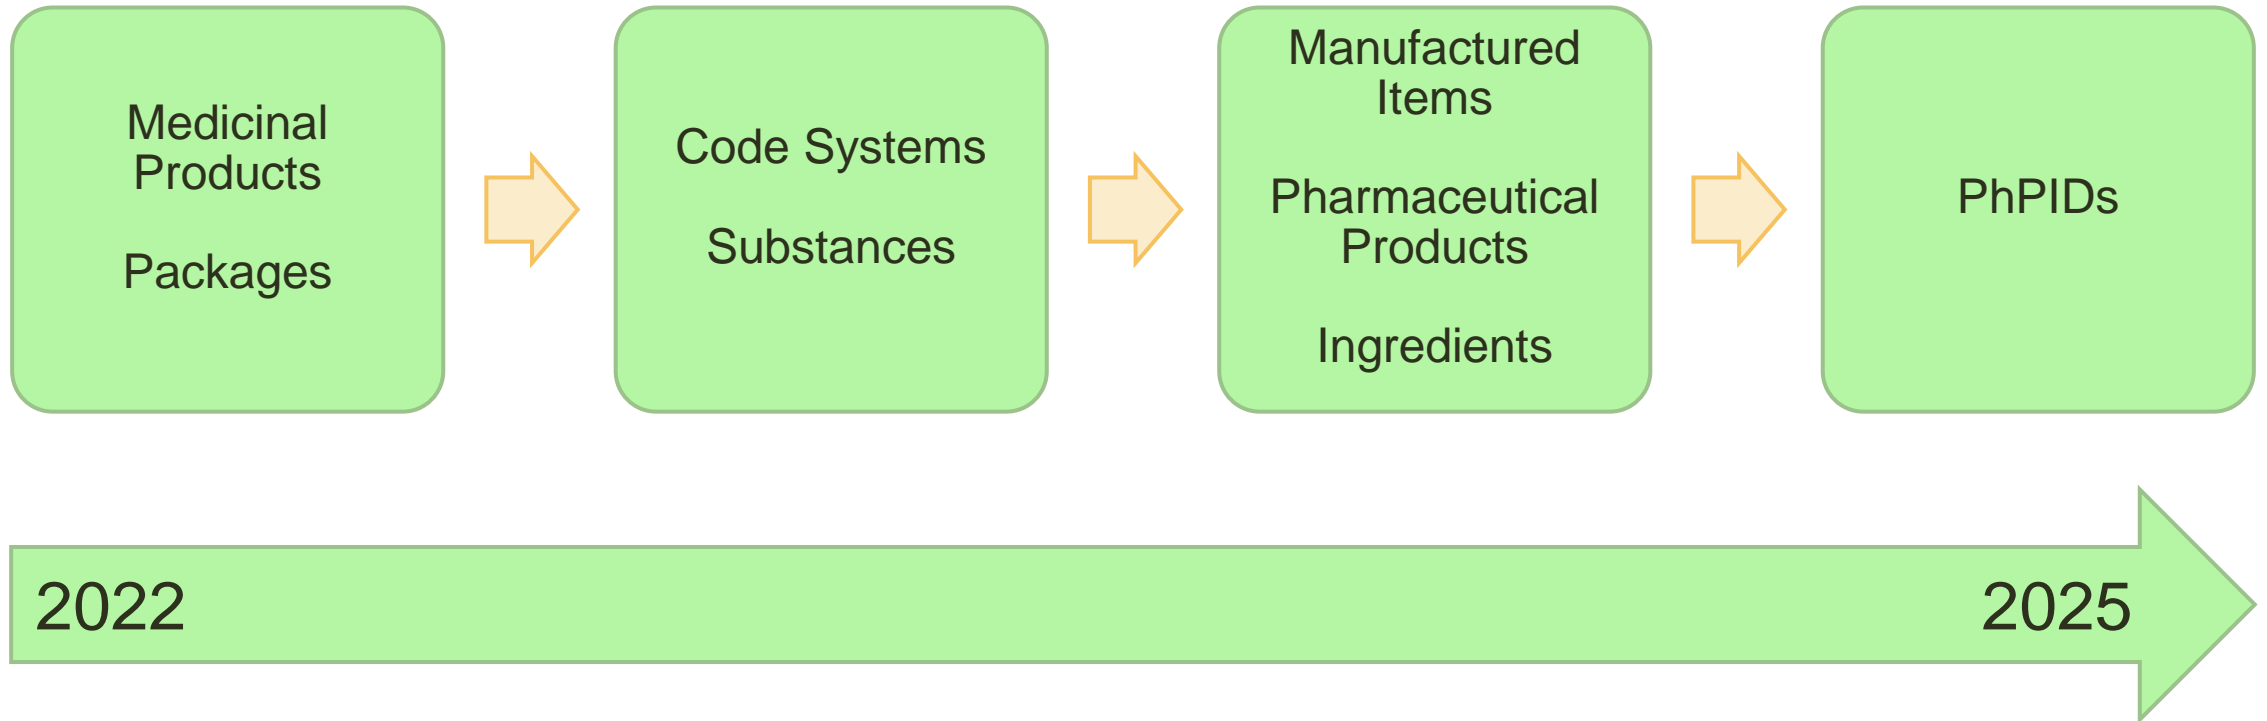 Medicinal
Products
Packages
Code Systems
Substances
Manufactured
Items
Pharmaceutical
Products
Ingredients
PhPIDs
2022
2025